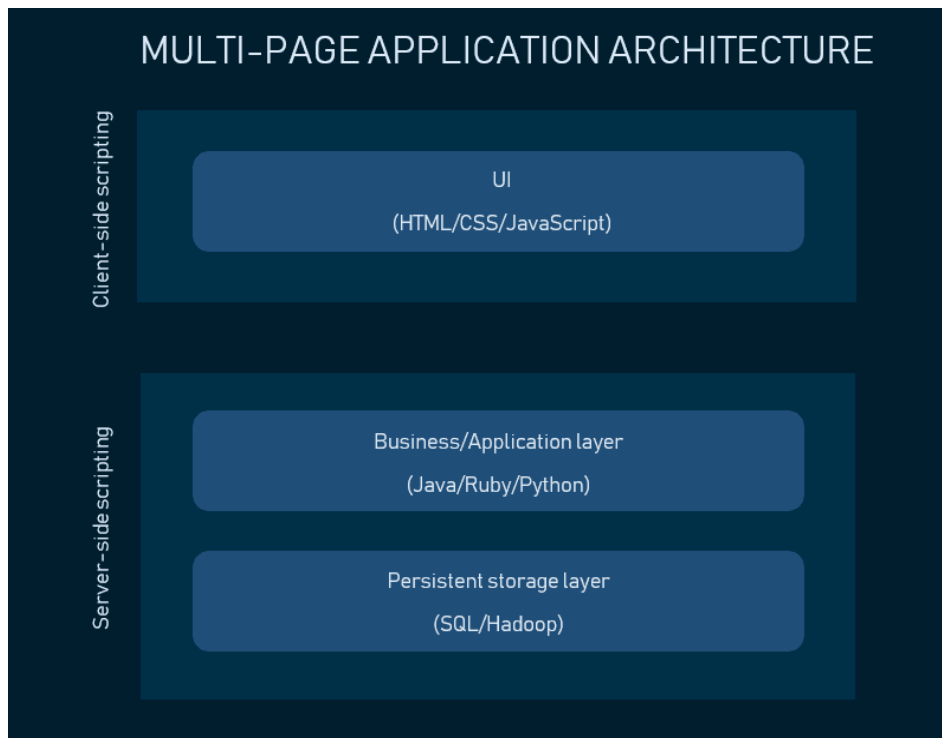 MULTI-PAGE APPLICATION ARCHITECTURE
Client-side scripting
UI
(HTML/CSS/JavaScript)
Server-side scripting
Business/Application layer
(Java/Ruby/Python)
Persistent storage layer
(SQL/Hadoop)